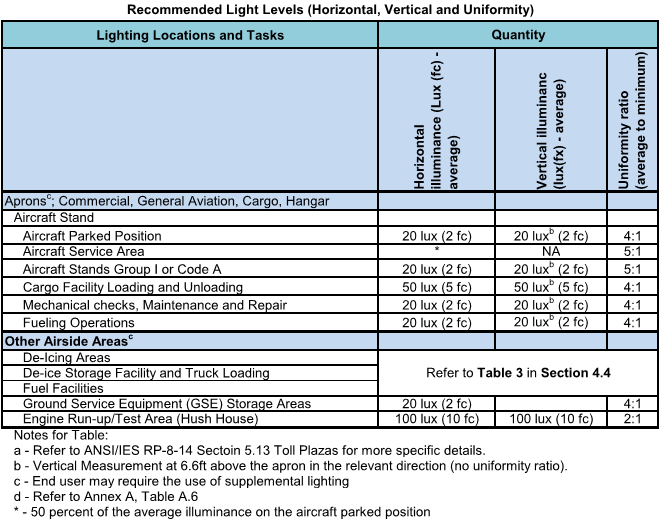 Recommended Light Levels (Horizontal, Vertical and Uniformity)
Lighting Locations and Tasks Quantity
Horizontal illuminance (Lux (fc) - average) Vertical illuminanc (lux(fx) - average) Uniformity ratio (average to minimum)
Apronsᶜ; Commercial, General Aviation, Cargo, Hangar
Aircraft Stand
Aircraft Parked Position 20 lux (2 fc) 20 luxᵇ (2 fc) 4:1
Aircraft Service Area * NA 5:1
Aircraft Stands Group I or Code A 20 lux (2 fc) 20 luxᵇ (2 fc) 5:1
Cargo Facility Loading and Unloading 50 lux (5 fc) 50 luxᵇ (5 fc) 4:1
Mechanical checks, Maintenance and Repair 20 lux (2 fc) 20 luxᵇ (2 fc) 4:1
Fueling Operations 20 lux (2 fc) 20 luxᵇ (2 fc) 4:1
Other Airside Areasᶜ
De-Icing Areas
De-ice Storage Facility and Truck Loading Refer to Table 3 in Section 4.4
Fuel Facilities
Ground Service Equipment (GSE) Storage Areas 20 lux (2 fc) 4:1
Engine Run-up/Test Area (Hush House) 100 lux (10 fc) 100 lux (10 fc) 2:1
Notes for Table:
a - Refer to ANSI/IES RP-8-14 Sectoin 5.13 Toll Plazas for more specific details.
b - Vertical Measurement at 6.6ft above the apron in the relevant direction (no uniformity ratio).
c - End user may require the use of supplemental lighting
d - Refer to Annex A, Table A.6
* - 50 percent of the average illuminance on the aircraft parked position